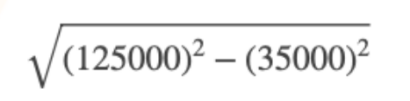 √(125000)² – (35000)²